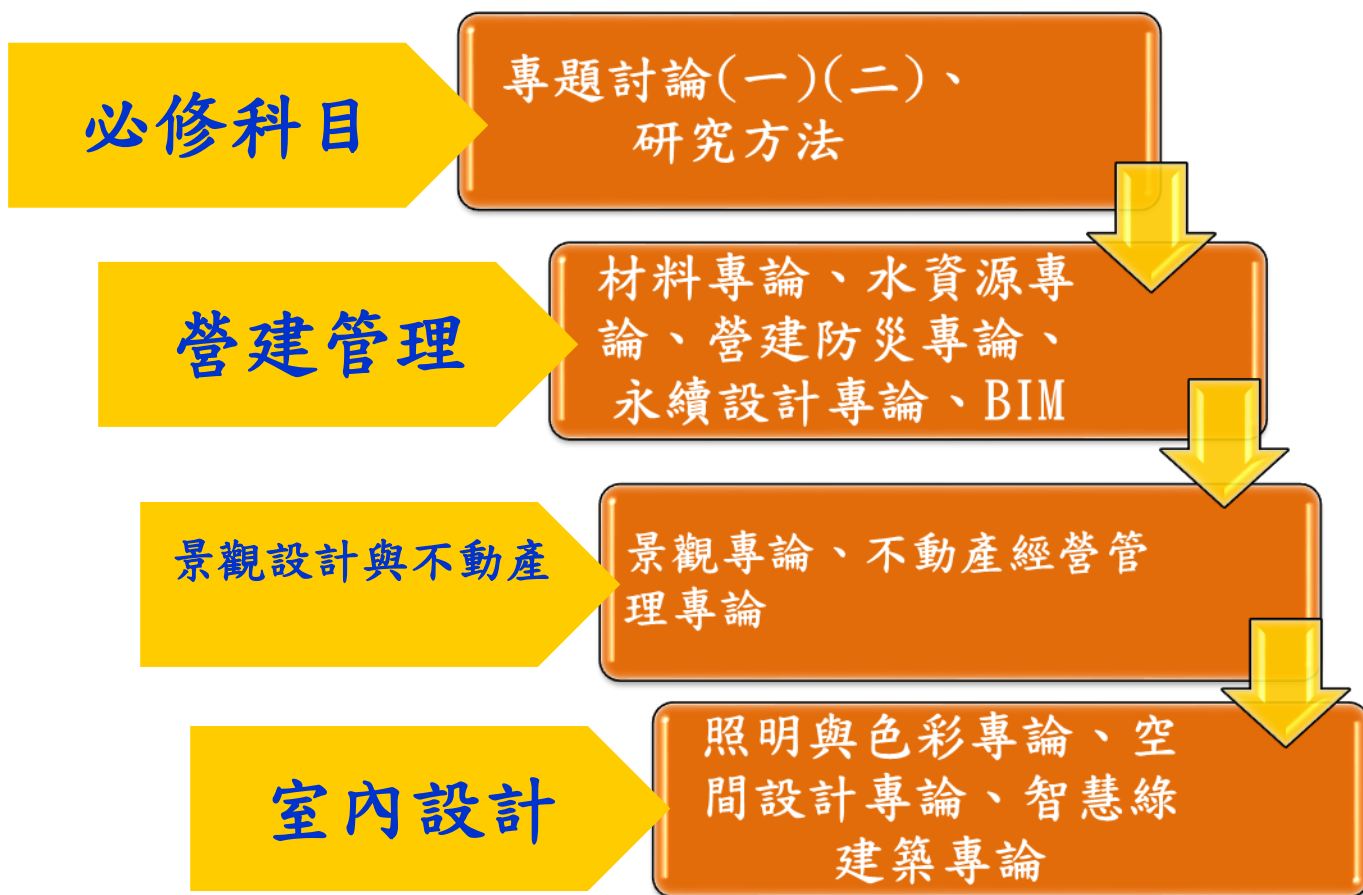 必修科目
專題討論(一)(二)、
研究方法
營建管理
材料專論、水資源專
論、營建防災專論、
永續設計專論、BIM
景觀設計與不動產
景觀專論、不動產經營管
理專論
室內設計
照明與色彩專論、空
間設計專論、智慧綠
建築專論